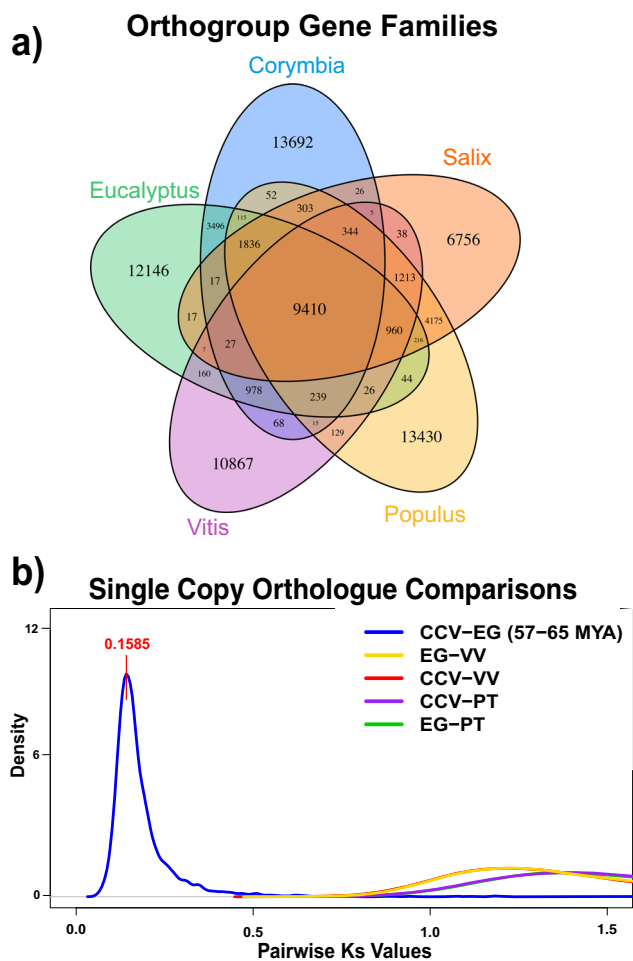 a)
Orthogroup Gene Families
Corymbia
Salix
Eucalyptus
13692
52
26
303
5
3496
115
344
38
6756
1836
12146
17
1213
9410
17
4175
960
216
27
7
160
978
239
26
44
68
15
129
13430
10867
Populus
Vitis
b)
Single Copy Orthologue Comparisons
12
0.1585
CCV−EG (57−65 MYA)
EG−VV
CCV−VV
CCV−PT
EG−PT
Density
6
0
0.0
0.5
1.0
1.5
Pairwise Ks Values